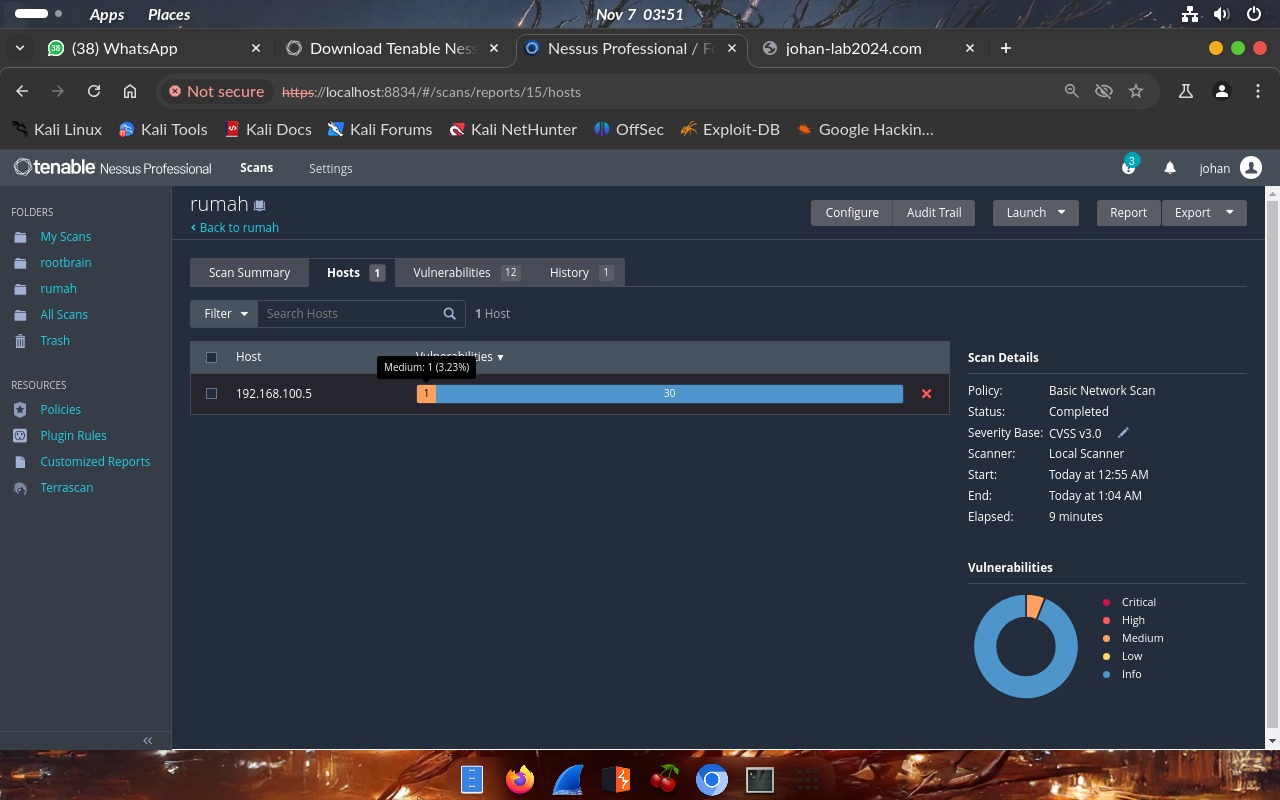 Apps Places Nov 7 03:51
(38) WhatsApp Download Tenable Nes Nessus Professional / johan-lab2024.com
Not secure https://localhost:8834/#/scans/reports/15/hosts
Kali Linux Kali Tools Kali Docs Kali Forums Kali NetHunter OffSec Exploit-DB Google Hackin...
tenable Nessus Professional Scans Settings 3 johan
FOLDERS
My Scans
rootbrain
rumah
All Scans
Trash
RESOURCES
Policies
Plugin Rules
Customized Reports
Terrascan
rumah
Back to rumah
Configure Audit Trail Launch Report Export
Scan Summary Hosts 1 Vulnerabilities 12 History 1
Filter Search Hosts 1 Host
Host Vulnerabilities
Medium: 1 (3.23%)
192.168.100.5 1 30
Scan Details
Policy: Basic Network Scan
Status: Completed
Severity Base: CVSS v3.0
Scanner: Local Scanner
Start: Today at 12:55 AM
End: Today at 1:04 AM
Elapsed: 9 minutes
Vulnerabilities
Critical
High
Medium
Low
Info